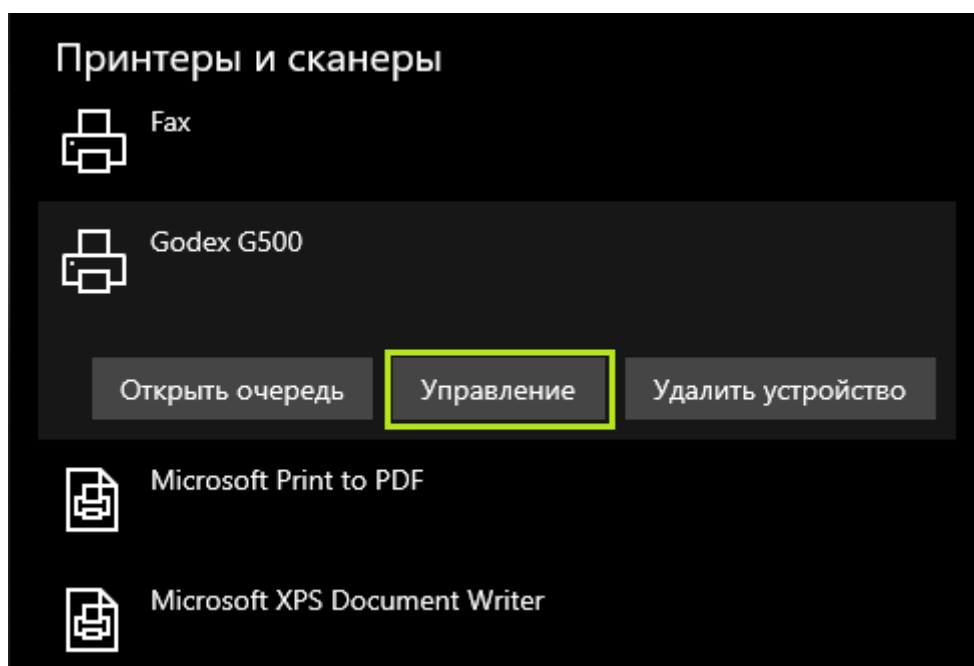 Принтеры и сканеры
Fax
Godex G500
Открыть очередь Управление Удалить устройство
Microsoft Print to PDF
Microsoft XPS Document Writer